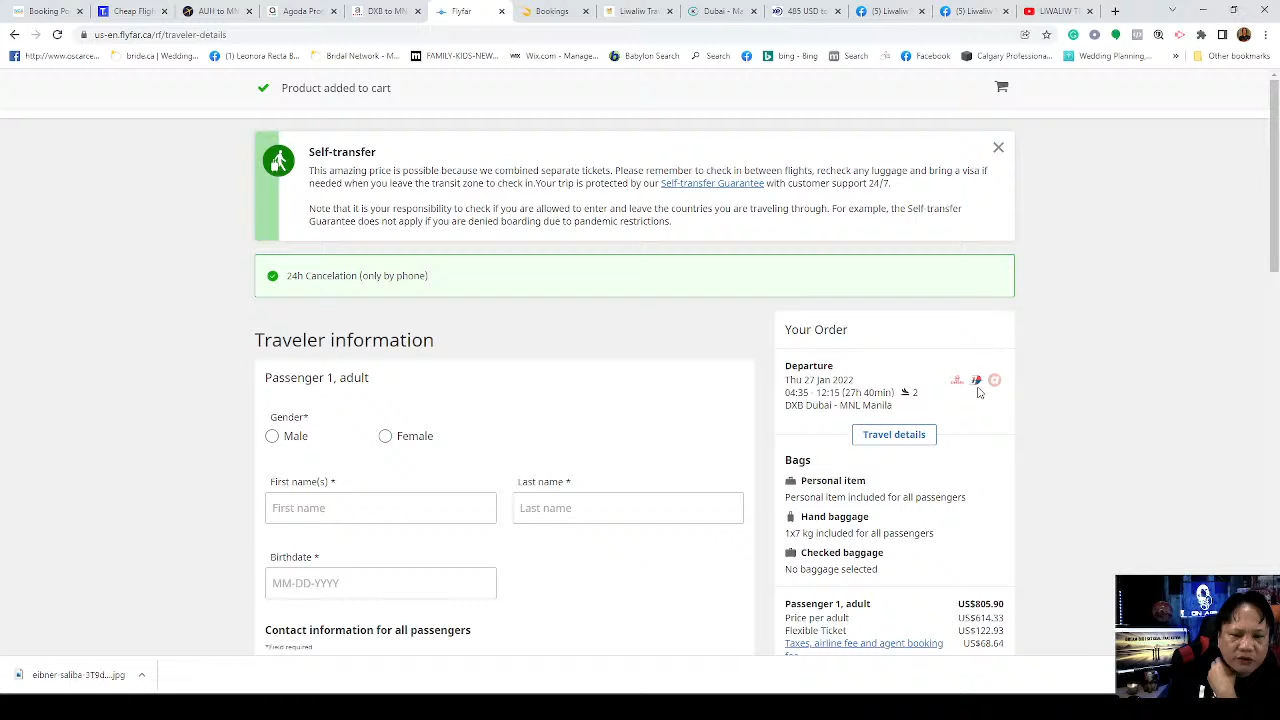 Booking Po
Cheap Fligh
AUH to MN
Agoda Prog
DXB to MN
Flyfar
Bookings
Liwaliw Tra
Dubai - Ma
485 USD to
(5) Liwaliw
(5) Liwaliw
LIWALIW T
us-en.flyfar.ca/rf/traveler-details
http://www.oscaree...
bride.ca | Wedding...
(1) Leonora Recta B...
Bridal Network - M...
FAMILY-KIDS-NEW...
Wix.com - Manage...
Babylon Search
Search
bing - Bing
Search
Facebook
Calgary Professiona...
Wedding Planning,...
»
Other bookmarks
Product added to cart
Self-transfer
This amazing price is possible because we combined separate tickets. Please remember to check in between flights, recheck any luggage and bring a visa if
needed when you leave the transit zone to check in.Your trip is protected by our Self-transfer Guarantee with customer support 24/7.
Note that it is your responsibility to check if you are allowed to enter and leave the countries you are traveling through. For example, the Self-transfer
Guarantee does not apply if you are denied boarding due to pandemic restrictions.
24h Cancelation (only by phone)
Traveler information
Passenger 1, adult
Gender*
Male
Female
First name(s) *
Last name *
First name
Last name
Birthdate *
MM-DD-YYYY
Contact information for all passengers
*Field required
Your Order
Departure
Thu 27 Jan 2022
04:35 - 12:15 (27h 40min) 2
DXB Dubai - MNL Manila
Travel details
Bags
Personal item
Personal item included for all passengers
Hand baggage
1x7 kg included for all passengers
Checked baggage
No baggage selected
Passenger 1, adult US$805.90
Price per adult US$614.33
Flexible Ticket US$122.93
Taxes, airline fee and agent booking US$68.64
eibner-saliba-3T9d....jpg